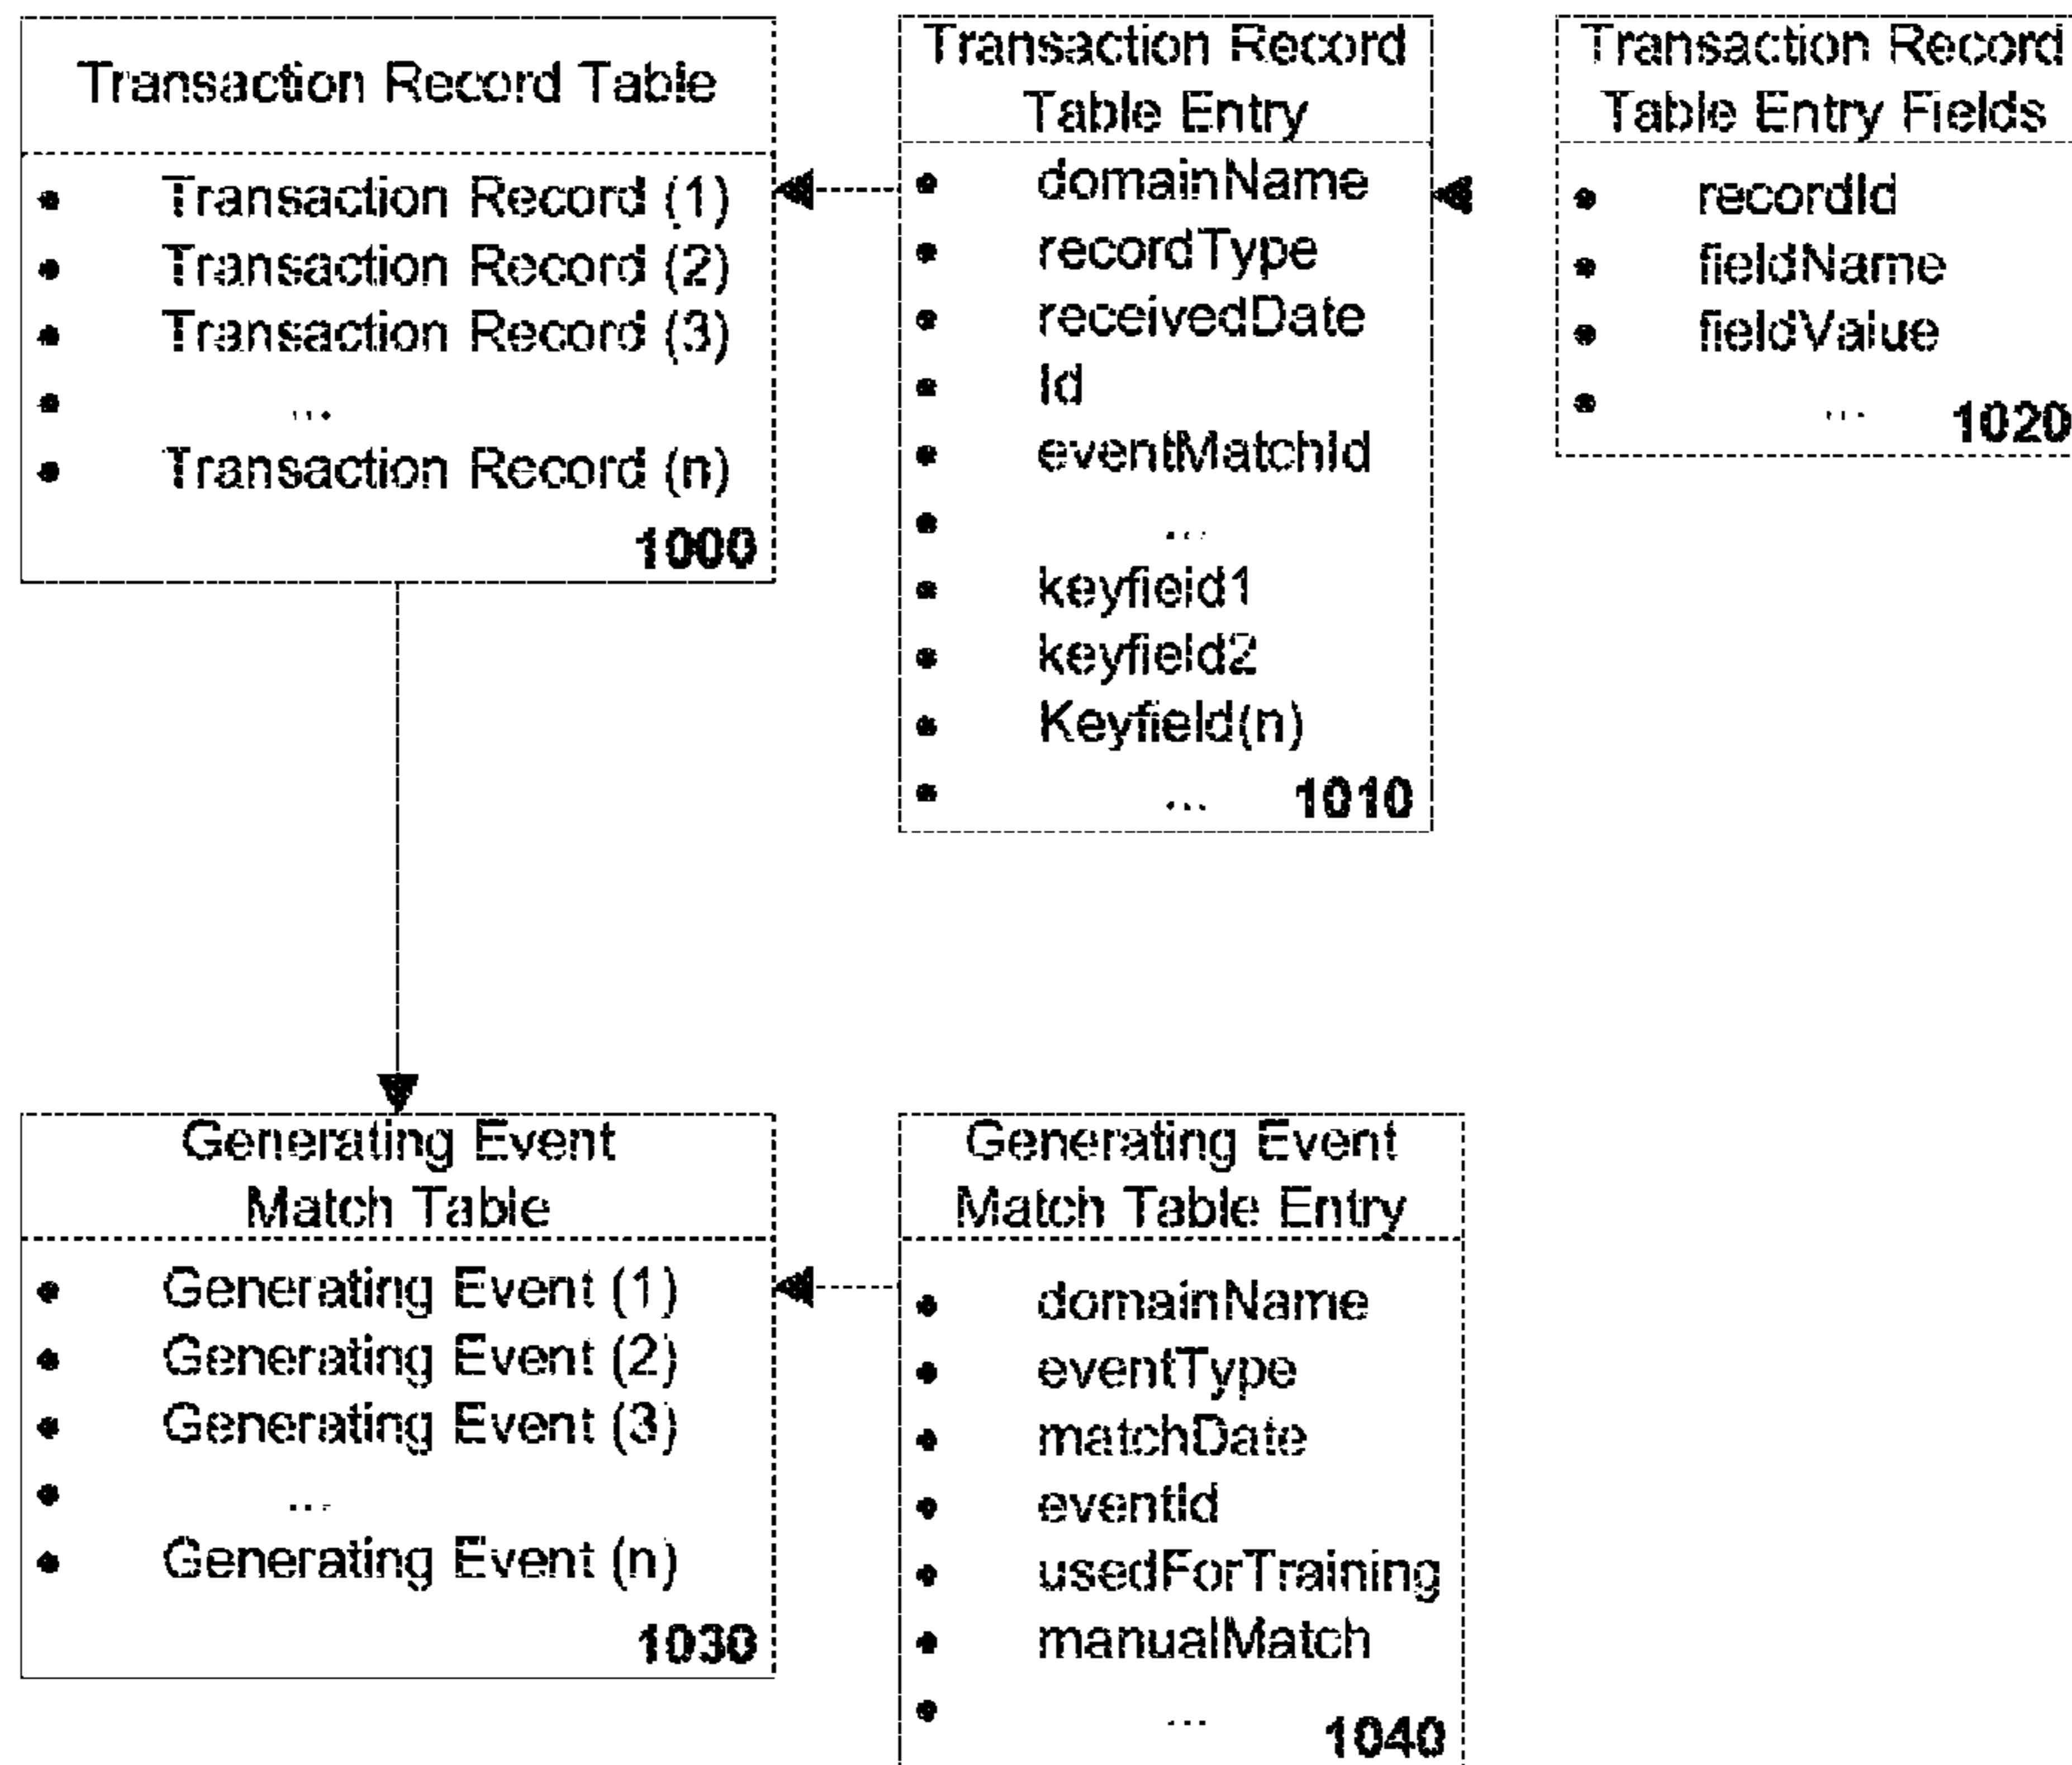 Transaction Record Table
• Transaction Record (1)
• Transaction Record (2)
• Transaction Record (3)
• ...
• Transaction Record (n)
1000
Transaction Record
Table Entry
• domainName
• recordType
• receivedDate
• Id
• eventMatchId
• ...
• keyfield1
• keyfield2
• Keyfield(n)
• ... 1010
Transaction Record
Table Entry Fields
• recordId
• fieldName
• fieldValue
• ... 1020
Generating Event
Match Table
• Generating Event (1)
• Generating Event (2)
• Generating Event (3)
• ...
• Generating Event (n)
1030
Generating Event
Match Table Entry
• domainName
• eventType
• matchDate
• eventId
• usedForTraining
• manualMatch
• ... 1040